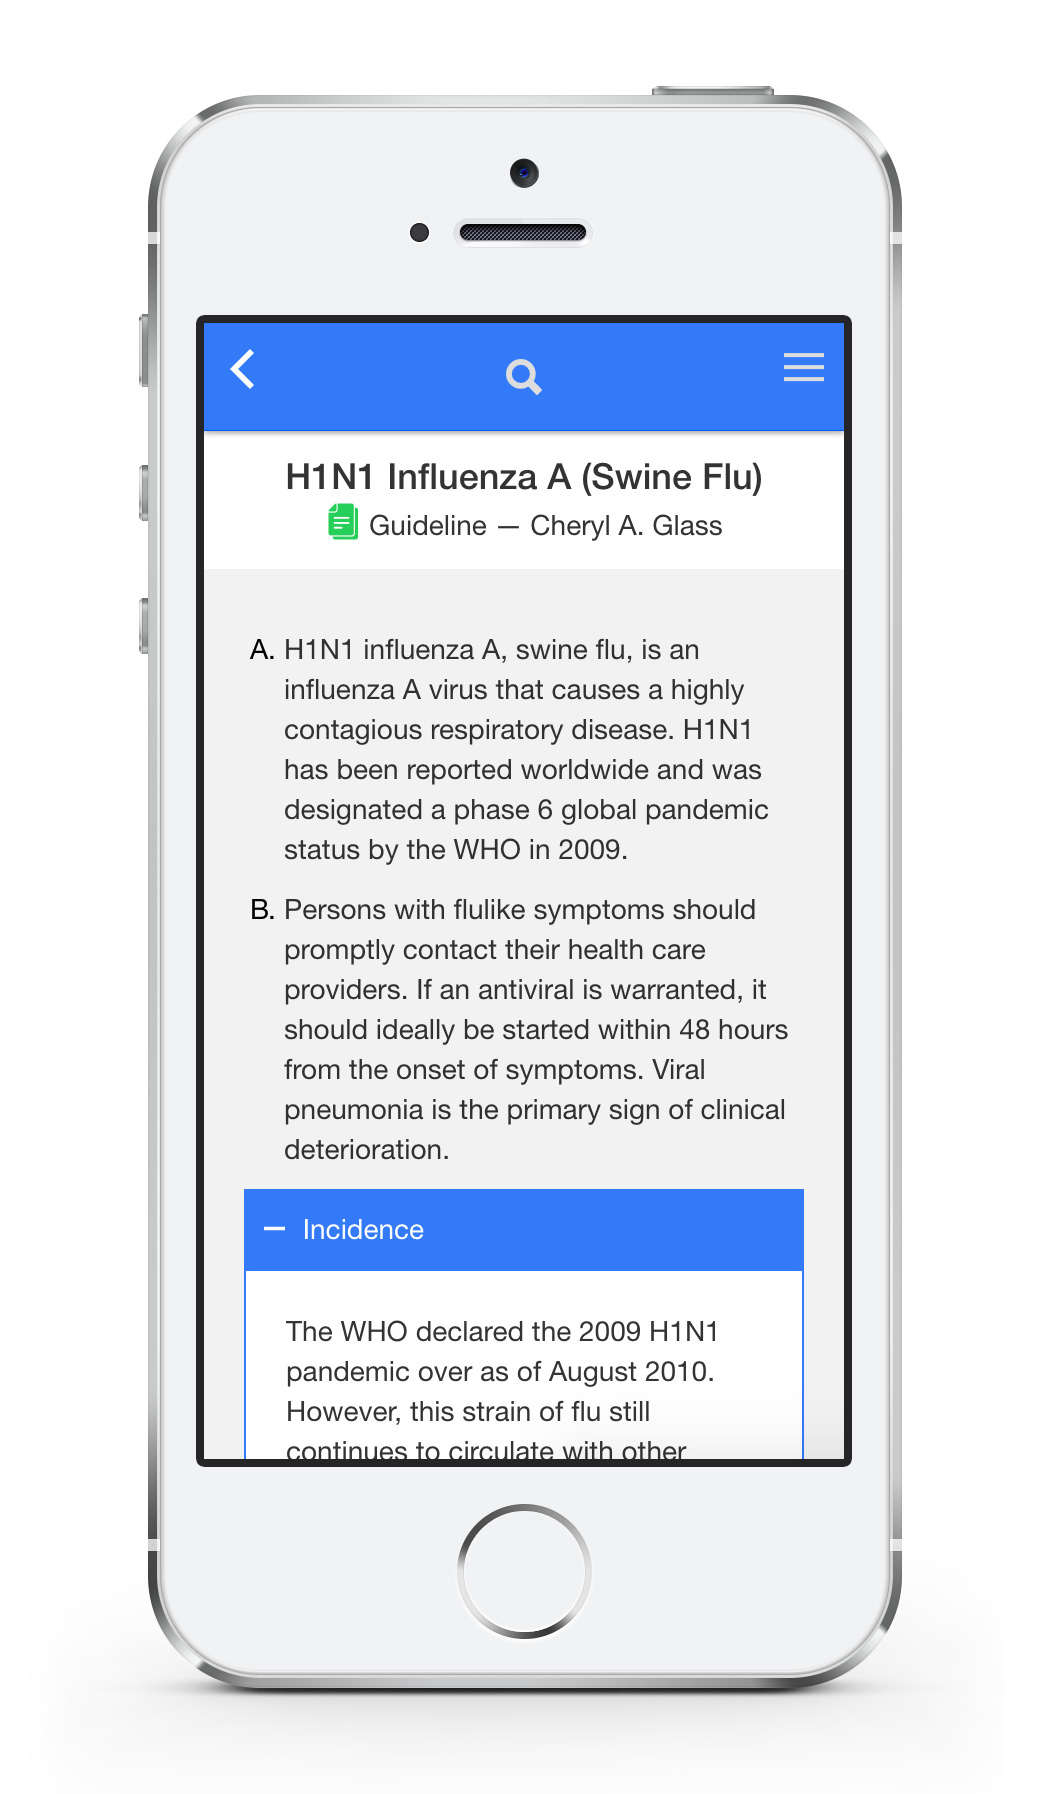 H1N1 Influenza A (Swine Flu)
Guideline — Cheryl A. Glass
A. H1N1 influenza A, swine flu, is an
influenza A virus that causes a highly
contagious respiratory disease. H1N1
has been reported worldwide and was
designated a phase 6 global pandemic
status by the WHO in 2009.
B. Persons with flulike symptoms should
promptly contact their health care
providers. If an antiviral is warranted, it
should ideally be started within 48 hours
from the onset of symptoms. Viral
pneumonia is the primary sign of clinical
deterioration.
Incidence
The WHO declared the 2009 H1N1
pandemic over as of August 2010.
However, this strain of flu still
continues to circulate with other